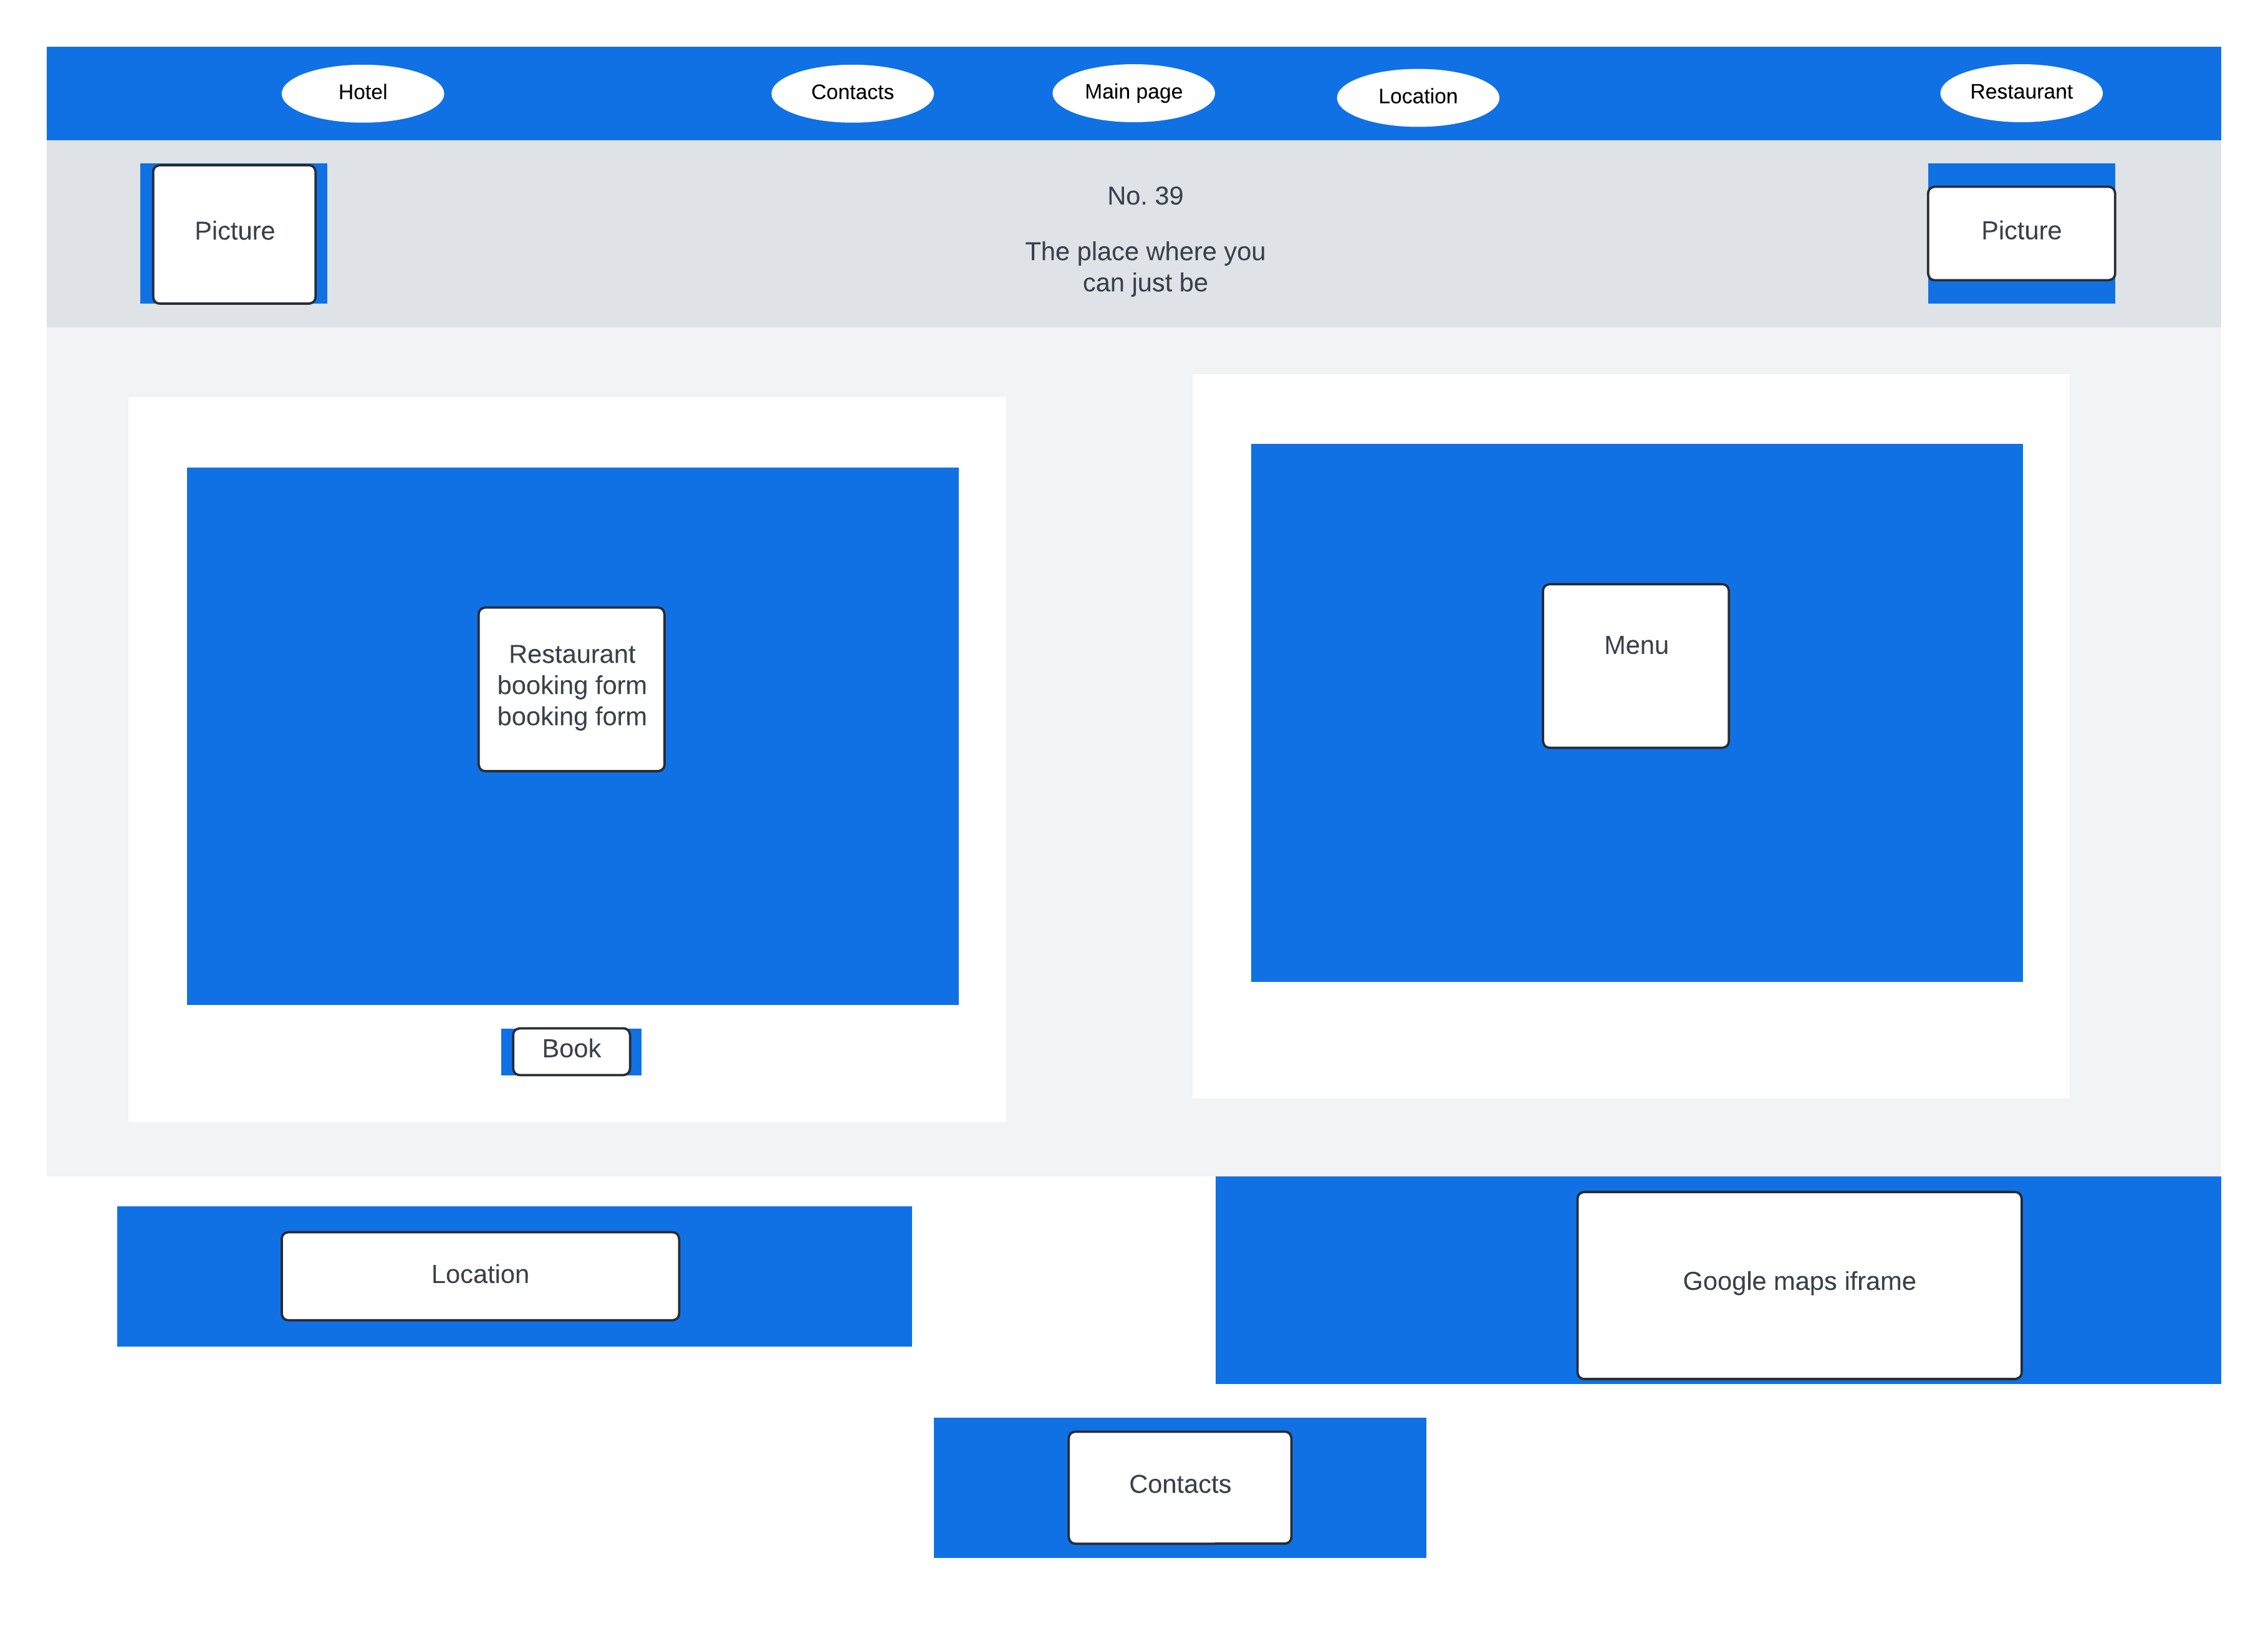 Hotel
Contacts
Main page
Location
Restaurant
Picture
No. 39
The place where you
can just be
Picture
Restaurant
booking form
booking form
Menu
Book
Location
Google maps iframe
Contacts